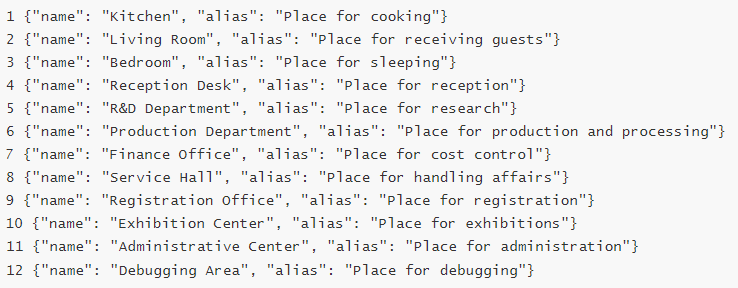 1 {"name": "Kitchen", "alias": "Place for cooking"}
2 {"name": "Living Room", "alias": "Place for receiving guests"}
3 {"name": "Bedroom", "alias": "Place for sleeping"}
4 {"name": "Reception Desk", "alias": "Place for reception"}
5 {"name": "R&D Department", "alias": "Place for research"}
6 {"name": "Production Department", "alias": "Place for production and processing"}
7 {"name": "Finance Office", "alias": "Place for cost control"}
8 {"name": "Service Hall", "alias": "Place for handling affairs"}
9 {"name": "Registration Office", "alias": "Place for registration"}
10 {"name": "Exhibition Center", "alias": "Place for exhibitions"}
11 {"name": "Administrative Center", "alias": "Place for administration"}
12 {"name": "Debugging Area", "alias": "Place for debugging"}